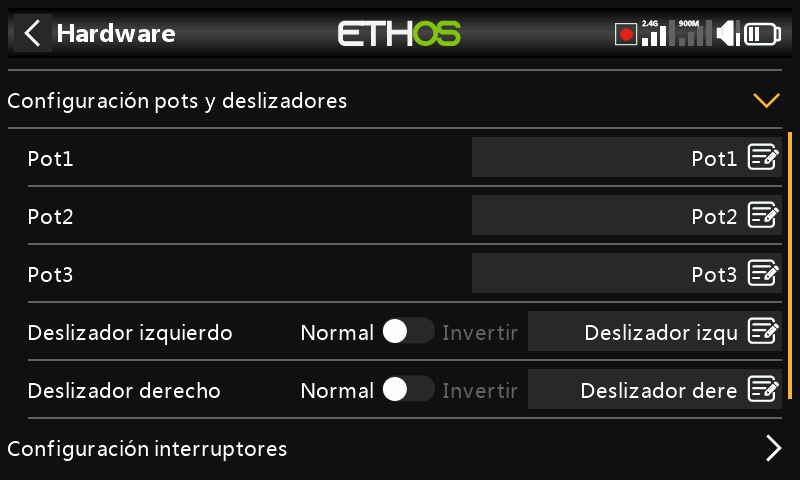 Hardware ETHOS 2.4G 900M
Configuración pots y deslizadores
Pot1 Pot1
Pot2 Pot2
Pot3 Pot3
Deslizador izquierdo Normal Invertir Deslizador izqu
Deslizador derecho Normal Invertir Deslizador dere
Configuración interruptores